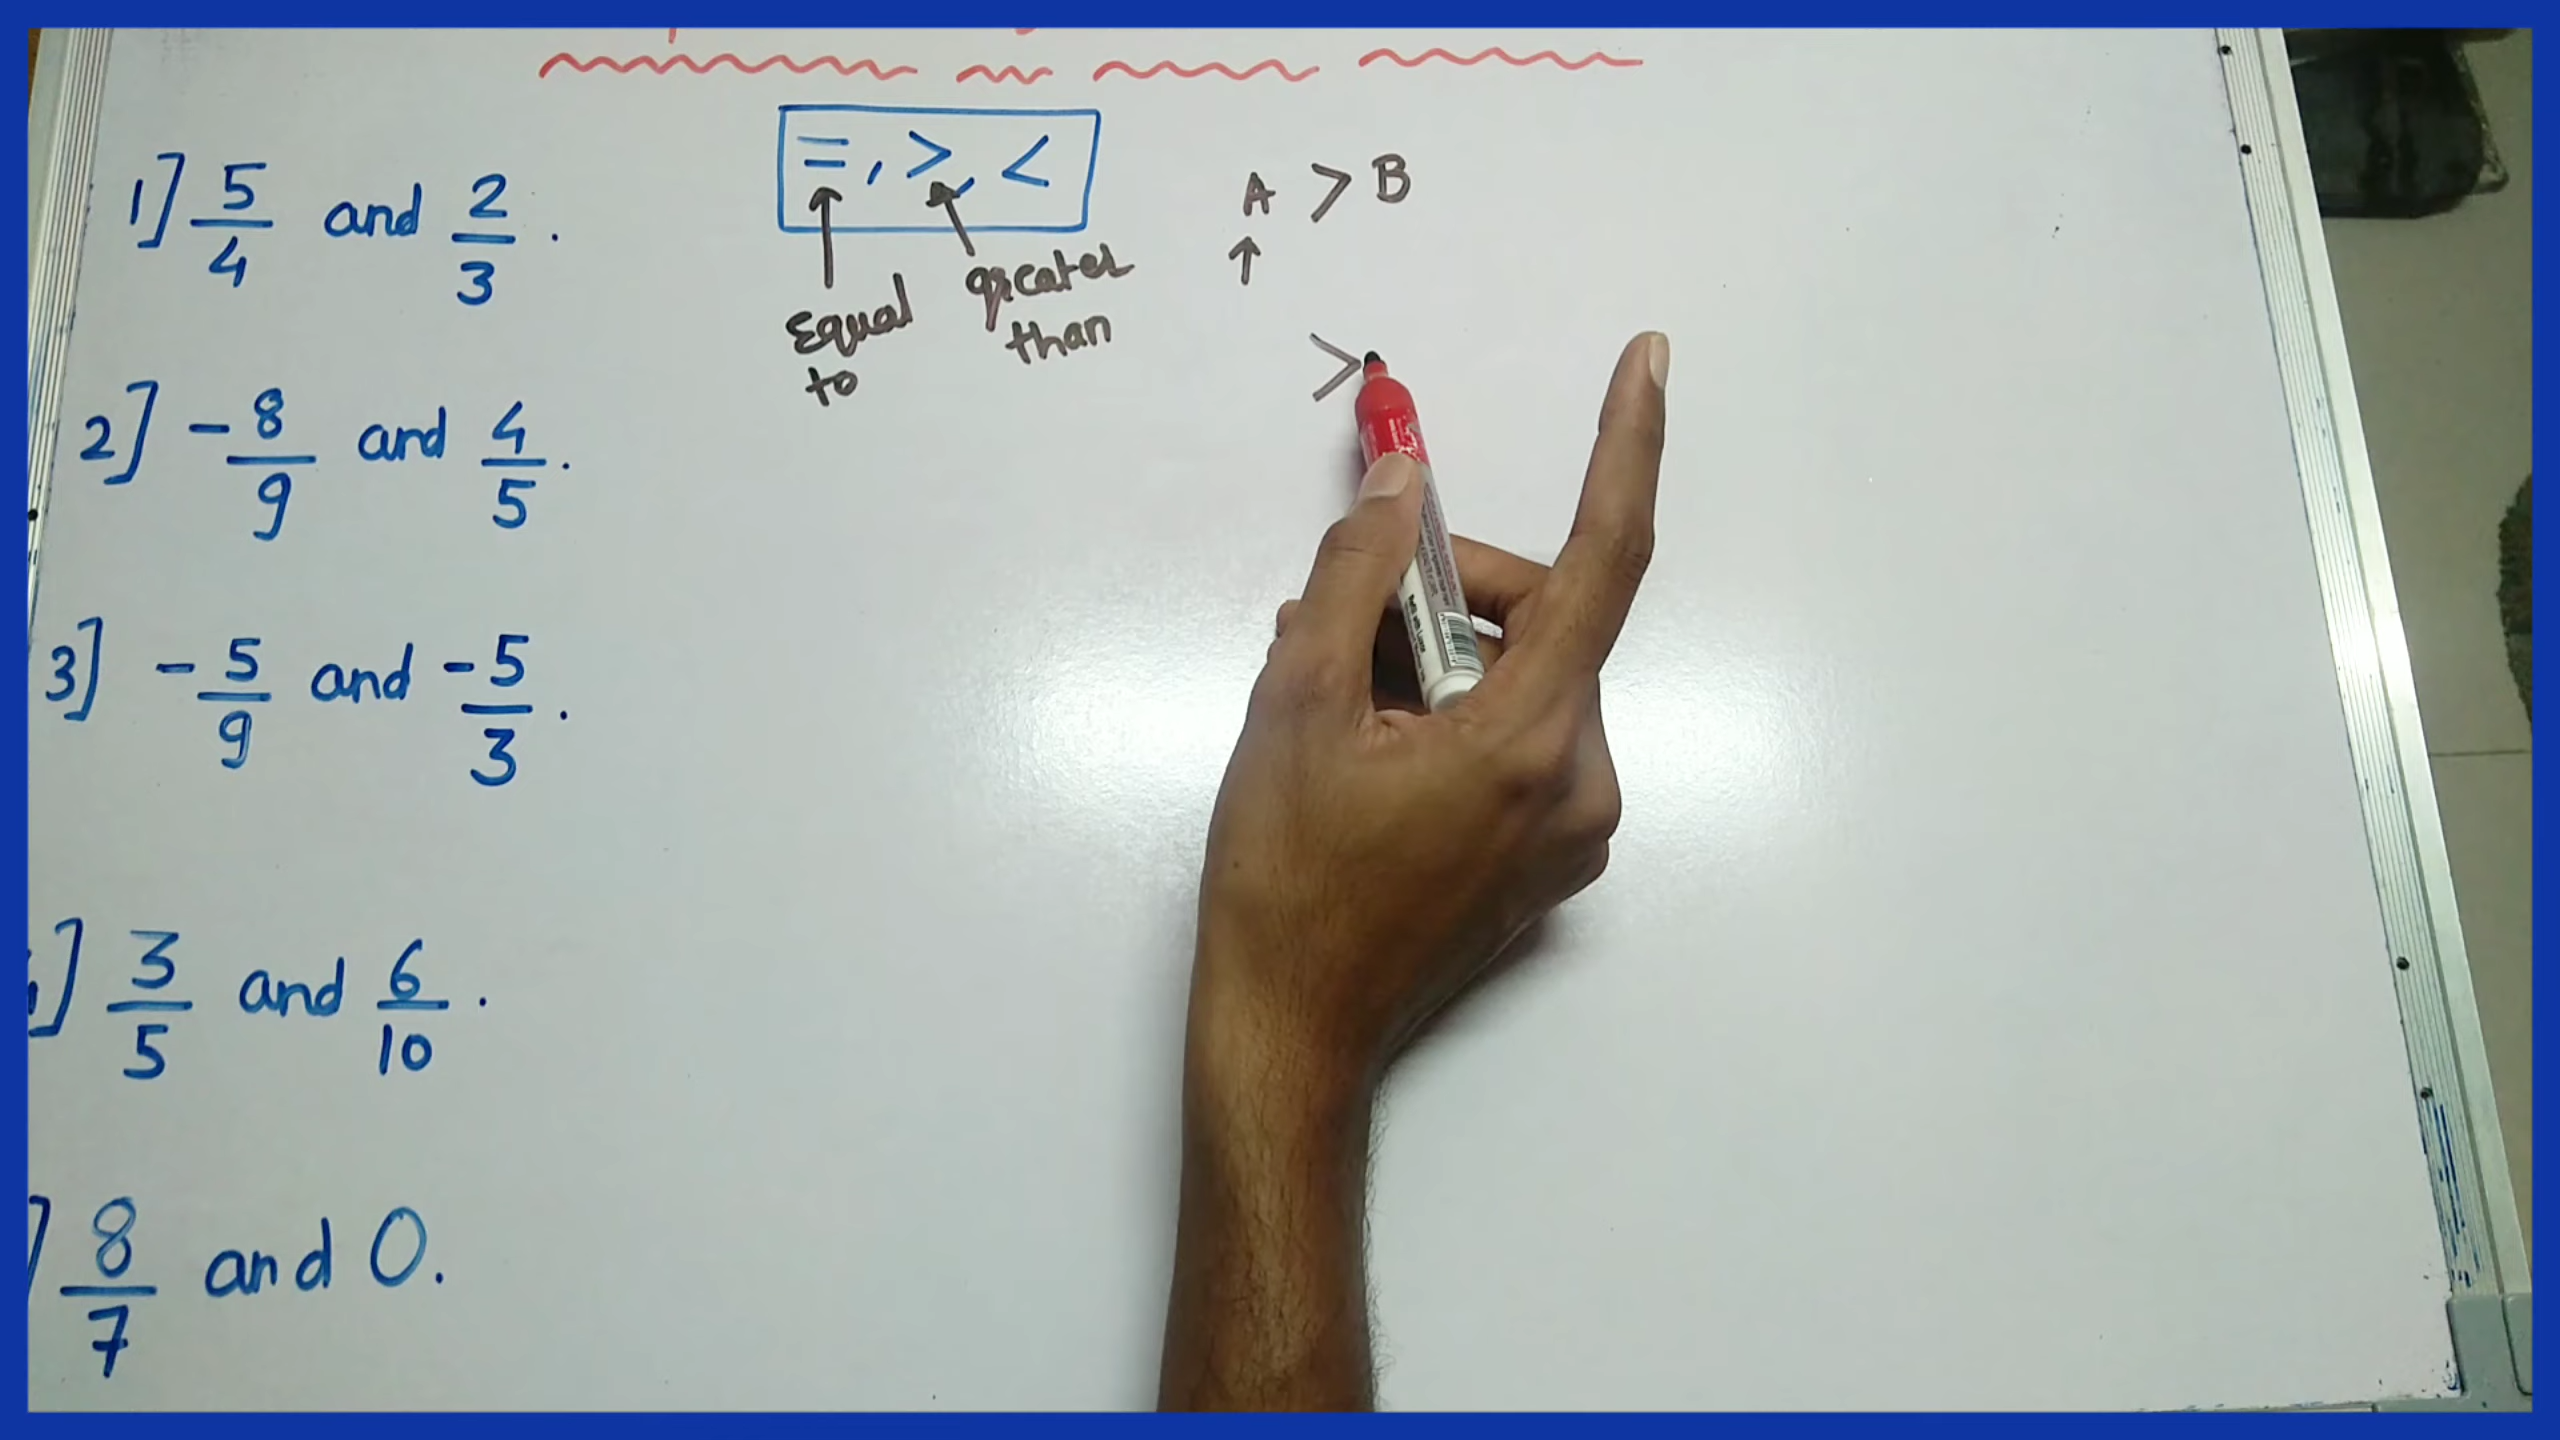 1] 5/4 and 2/3 .
2] - 8/9 and 4/5 .
3] - 5/9 and - 5/3 .
] 3/5 and 6/10 .
] 8/7 and 0.
= , > , <
Equal
to
greater
than
A > B
↑
>